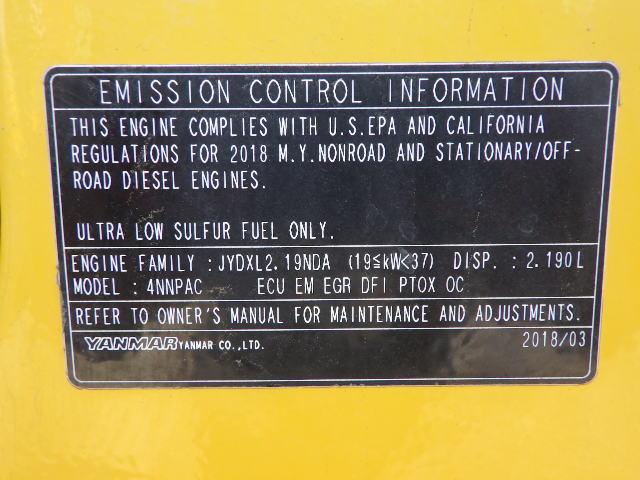 EMISSION CONTROL INFORMATION
THIS ENGINE COMPLIES WITH U.S.EPA AND CALIFORNIA
REGULATIONS FOR 2018 M.Y.NONROAD AND STATIONARY/OFF-
ROAD DIESEL ENGINES.
ULTRA LOW SULFUR FUEL ONLY.
ENGINE FAMILY : JYDXL2.19NDA (19≦kW<37) DISP. : 2.190L
MODEL : 4NNPAC ECU EM EGR DFI PTOX OC
REFER TO OWNER'S MANUAL FOR MAINTENANCE AND ADJUSTMENTS.
YANMAR YANMAR CO.,LTD. 2018/03